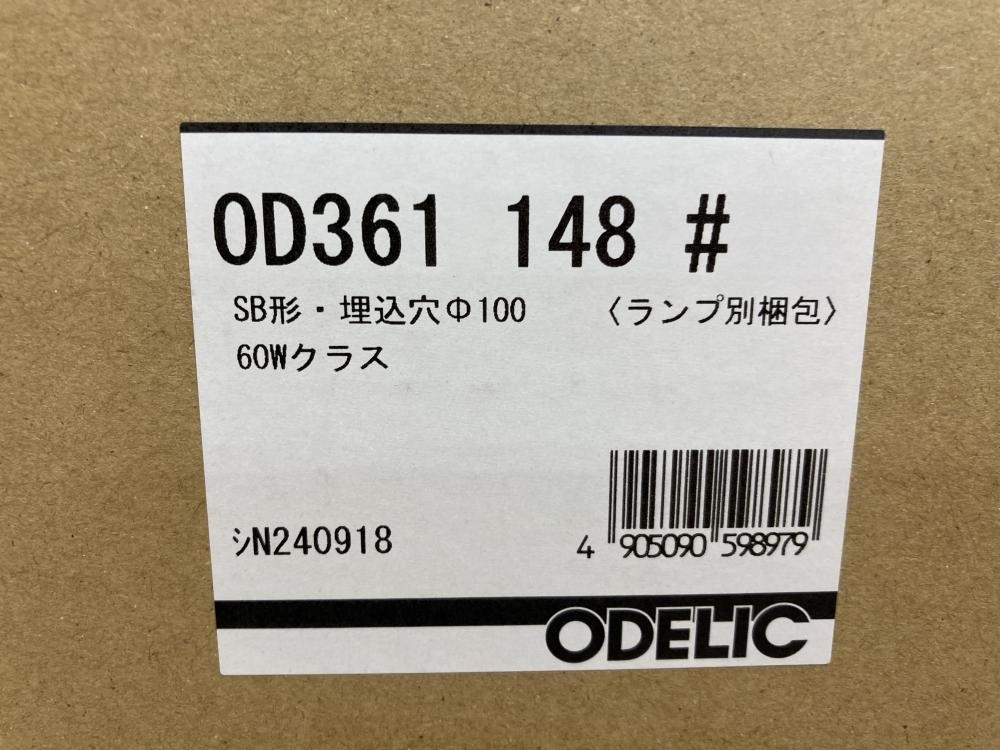 OD361 148 #
SB形・埋込穴Φ100 〈ランプ別梱包〉
60Wクラス
ｼN240918
4 905090 598979
ODELIC